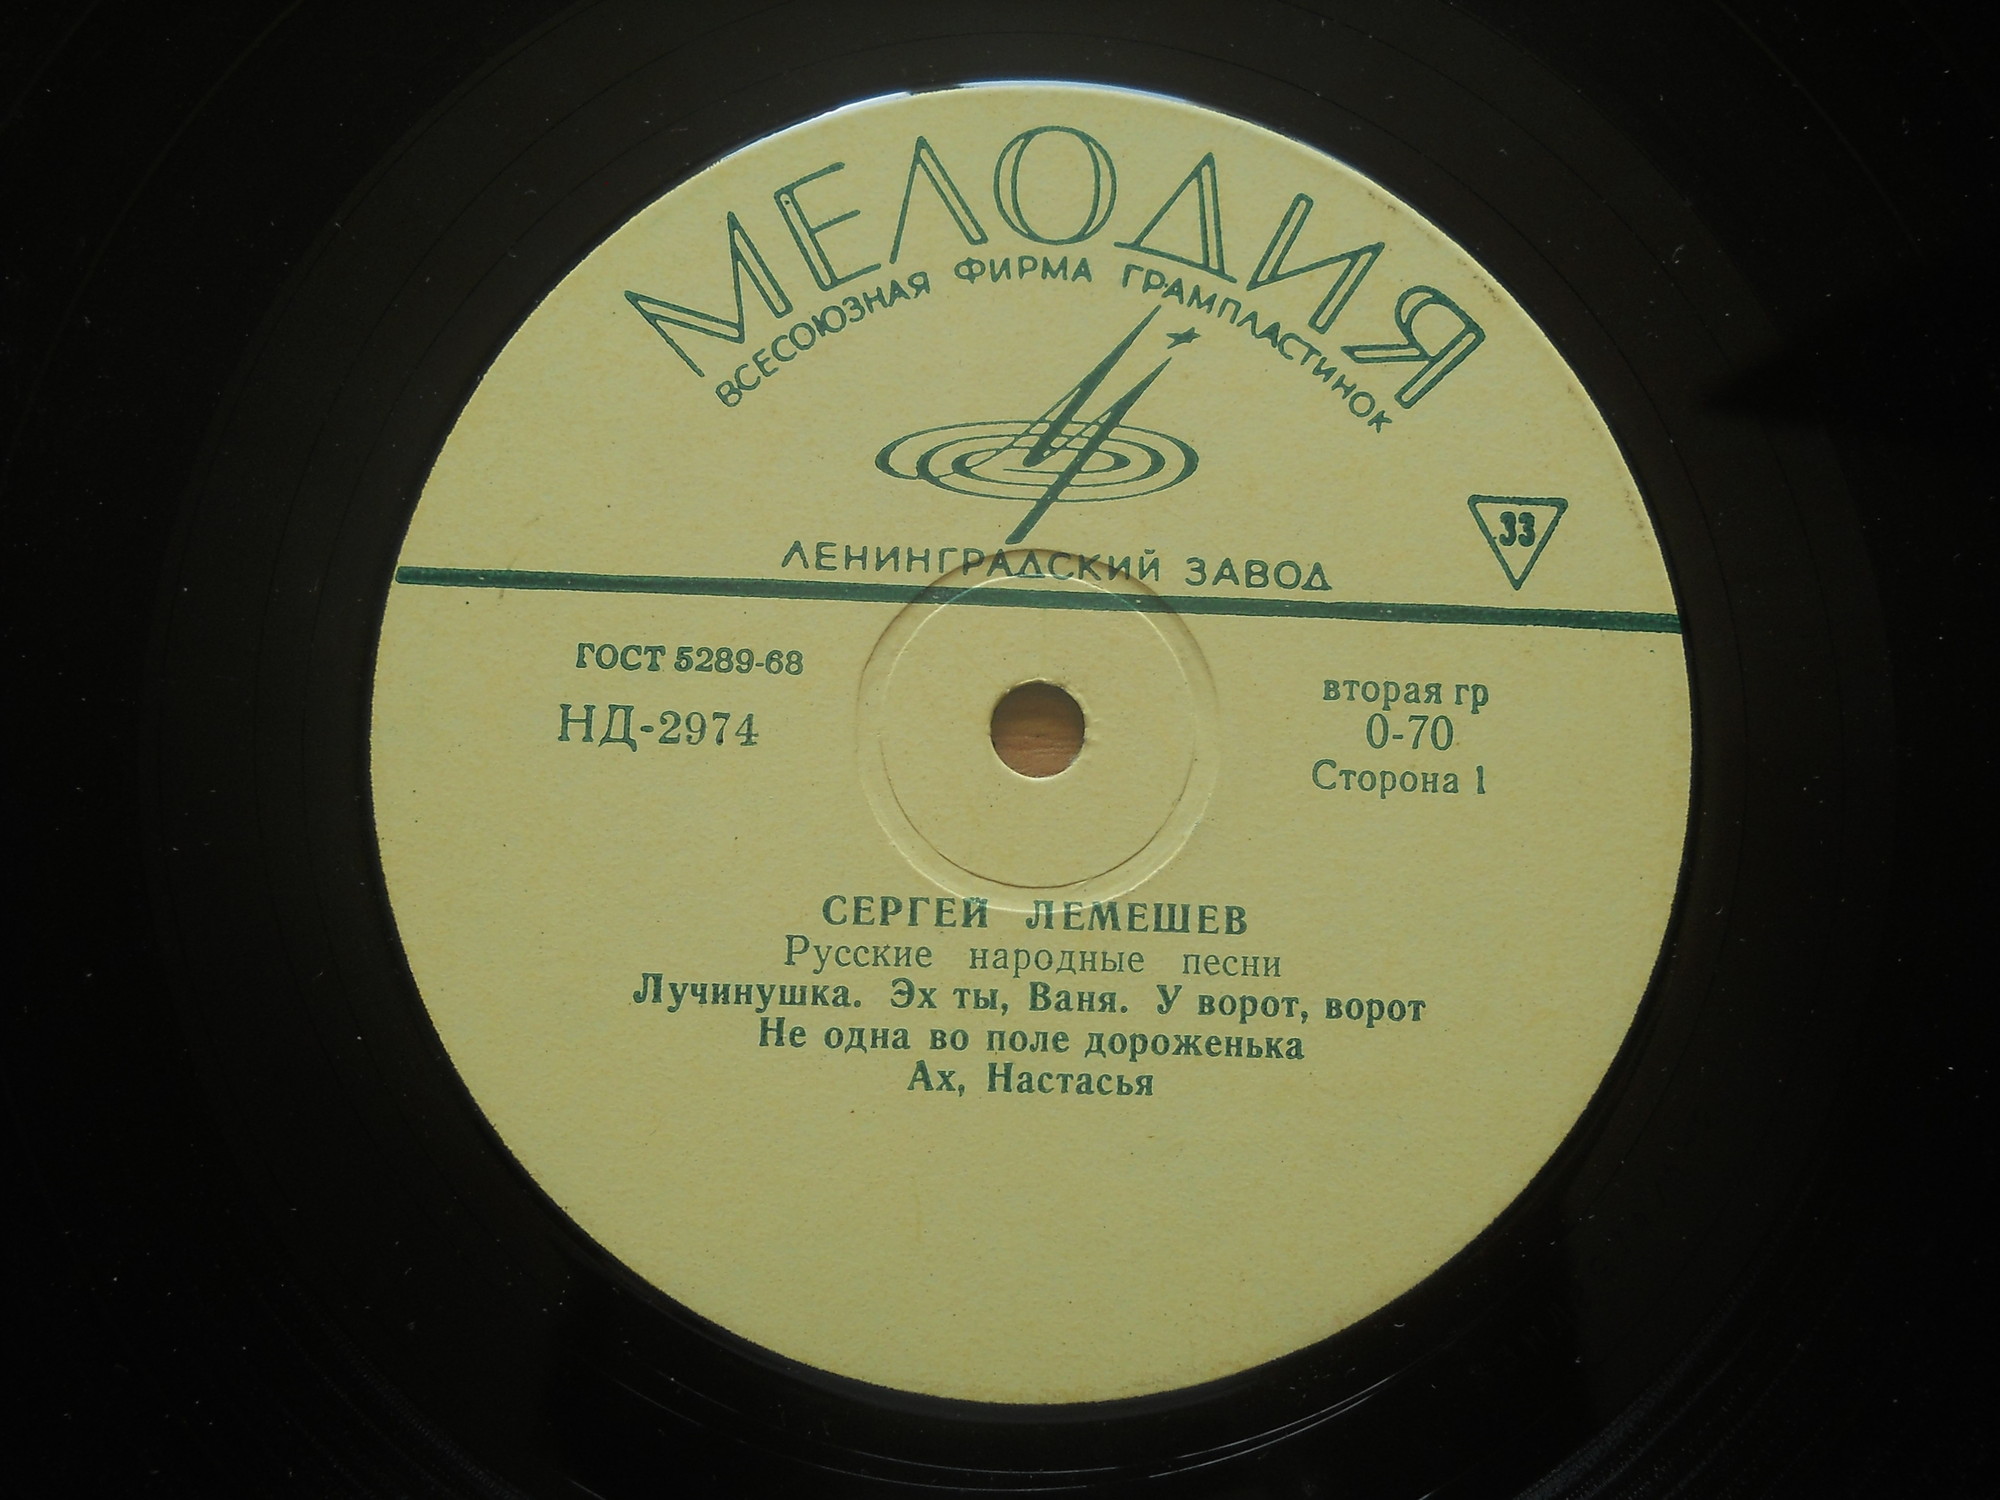 МЕЛОДИЯ
ВСЕСОЮЗНАЯ ФИРМА ГРАМПЛАСТИНОК
33
ЛЕНИНГРАДСКИЙ ЗАВОД
ГОСТ 5289-68
НД-2974
вторая гр
0-70
Сторона 1
СЕРГЕЙ ЛЕМЕШЕВ
Русские народные песни
Лучинушка. Эх ты, Ваня. У ворот, ворот
Не одна во поле дороженька
Ах, Настасья